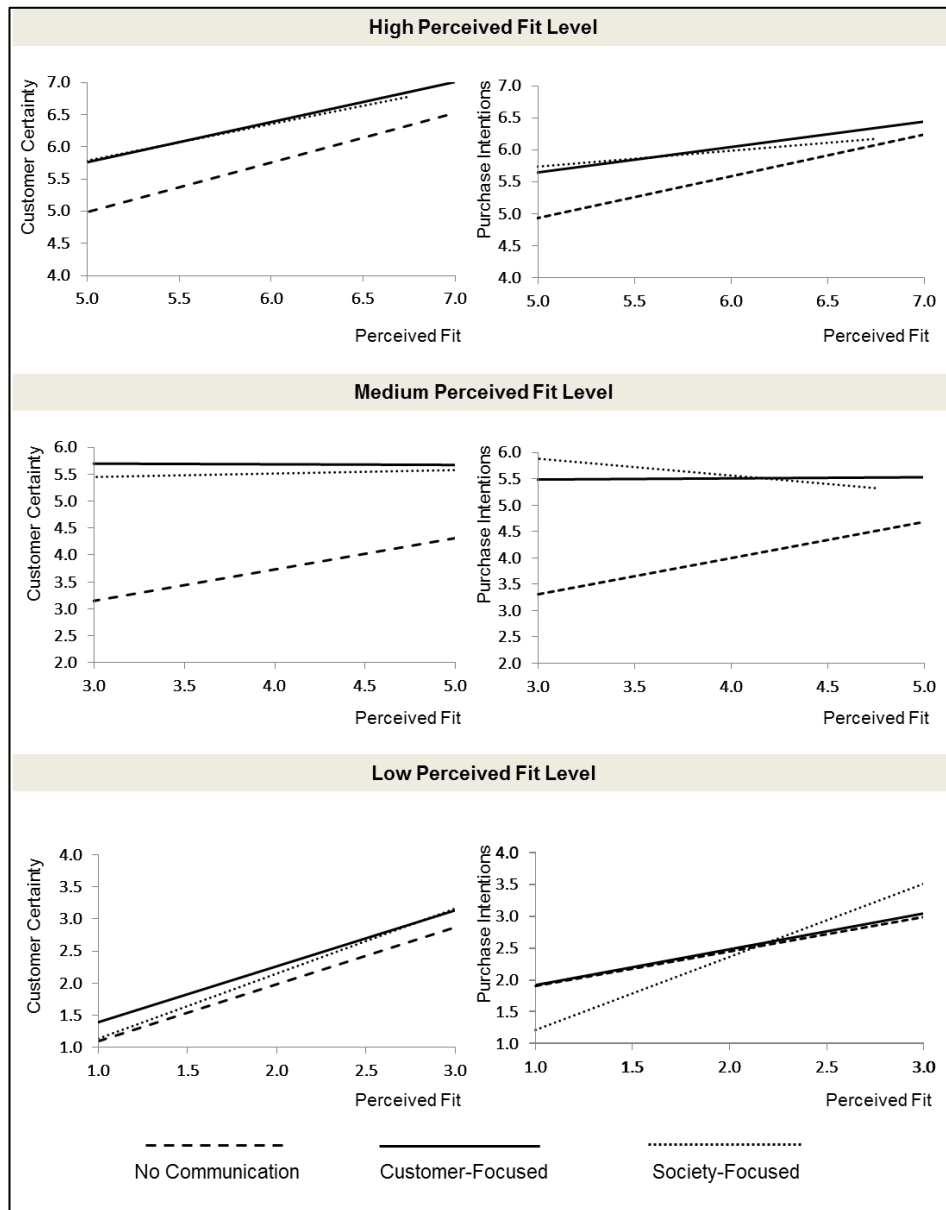 High Perceived Fit Level
Customer Certainty
7.0
6.5
6.0
5.5
5.0
4.5
4.0
5.0 5.5 6.0 6.5 7.0
Perceived Fit
Purchase Intentions
7.0
6.5
6.0
5.5
5.0
4.5
4.0
5.0 5.5 6.0 6.5 7.0
Perceived Fit
Medium Perceived Fit Level
Customer Certainty
6.0
5.5
5.0
4.5
4.0
3.5
3.0
2.5
2.0
3.0 3.5 4.0 4.5 5.0
Perceived Fit
Purchase Intentions
6.0
5.5
5.0
4.5
4.0
3.5
3.0
2.5
2.0
3.0 3.5 4.0 4.5 5.0
Perceived Fit
Low Perceived Fit Level
Customer Certainty
4.0
3.5
3.0
2.5
2.0
1.5
1.0
1.0 1.5 2.0 2.5 3.0
Perceived Fit
Purchase Intentions
4.0
3.5
3.0
2.5
2.0
1.5
1.0
1.0 1.5 2.0 2.5 3.0
Perceived Fit
No Communication Customer-Focused Society-Focused